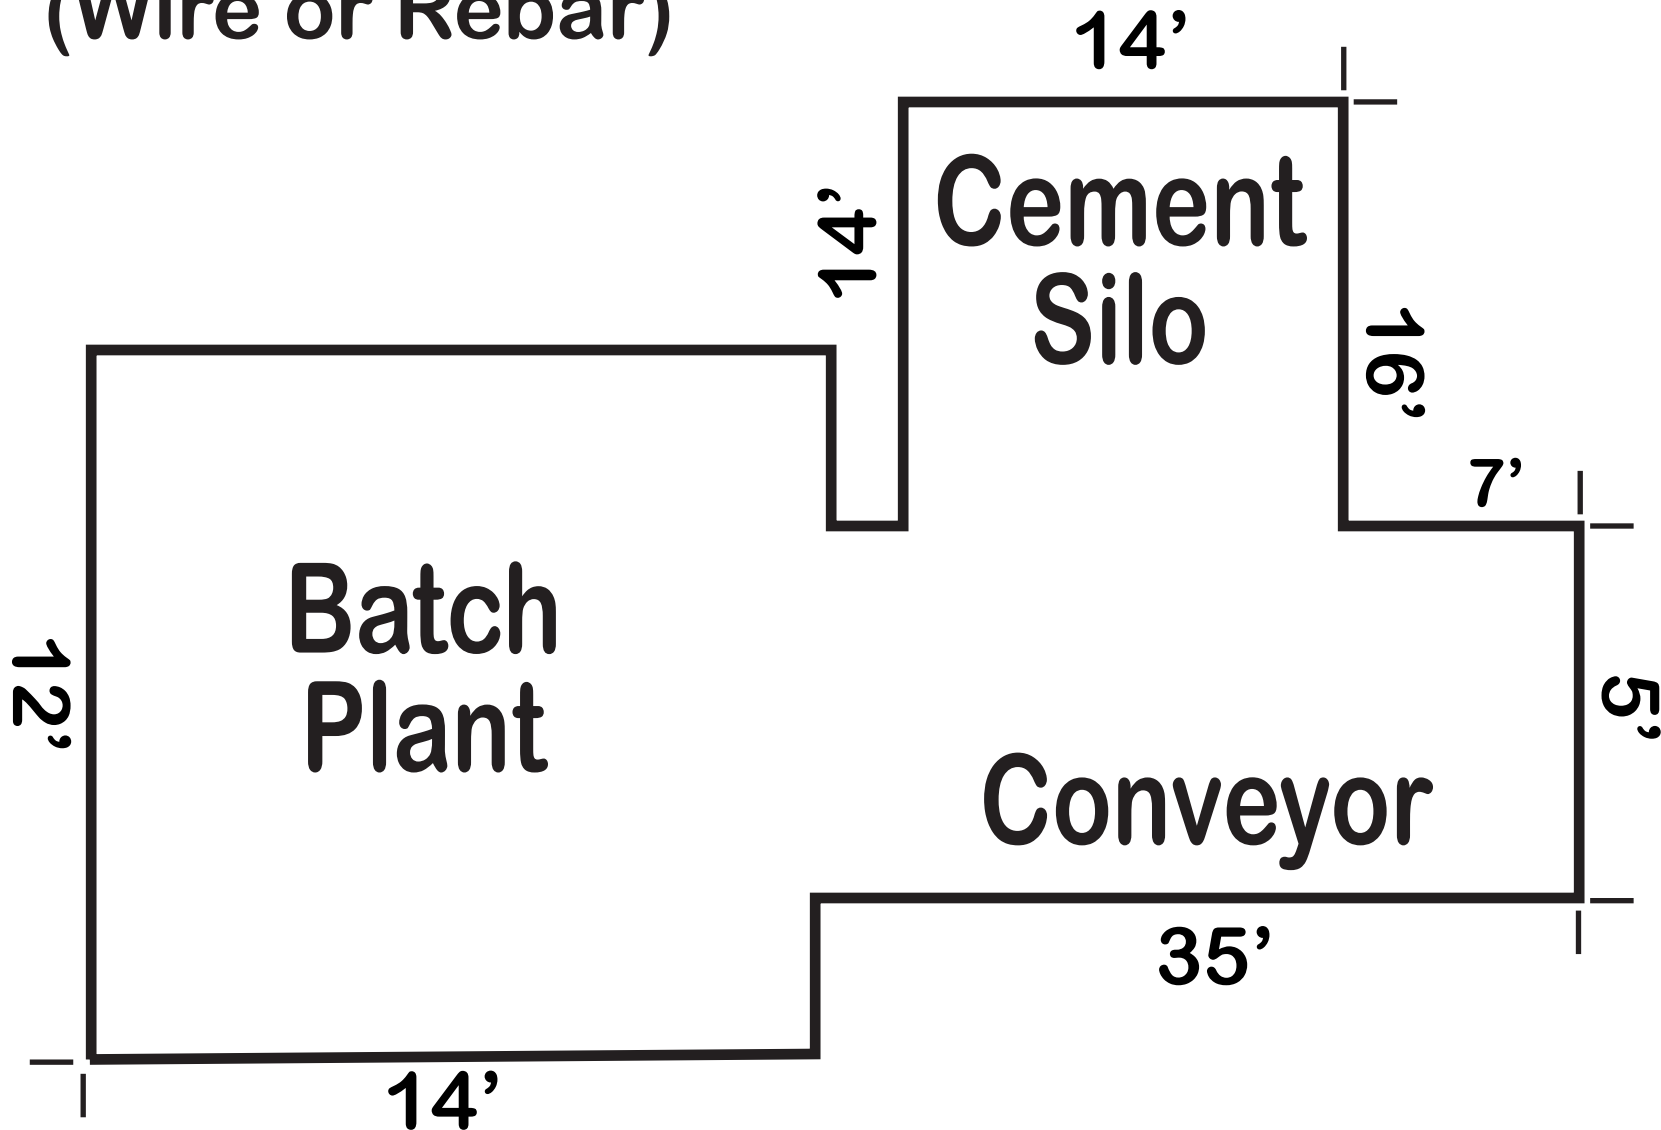 (Wire or Rebar)
14’
Cement
Silo
14’
16’
7’
Batch
Plant
12’
5’
Conveyor
35’
14’